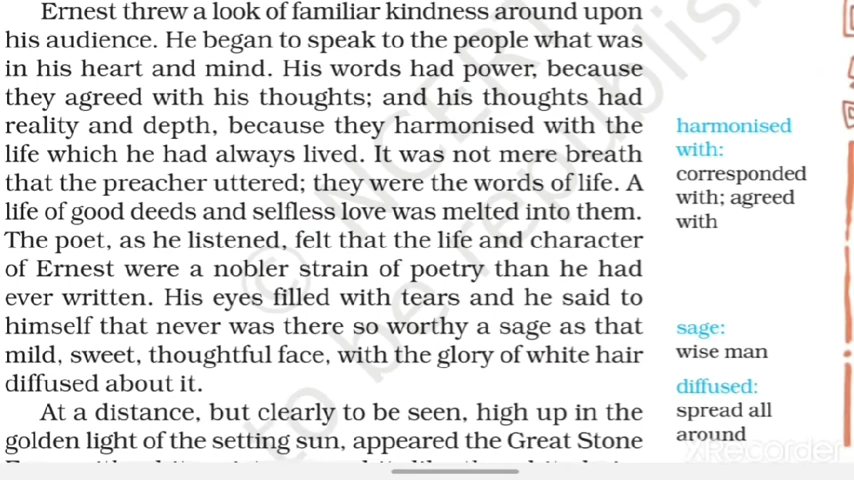 Ernest threw a look of familiar kindness around upon
his audience. He began to speak to the people what was
in his heart and mind. His words had power, because
they agreed with his thoughts; and his thoughts had
reality and depth, because they harmonised with the
life which he had always lived. It was not mere breath
that the preacher uttered; they were the words of life. A
life of good deeds and selfless love was melted into them.
The poet, as he listened, felt that the life and character
of Ernest were a nobler strain of poetry than he had
ever written. His eyes filled with tears and he said to
himself that never was there so worthy a sage as that
mild, sweet, thoughtful face, with the glory of white hair
diffused about it.
At a distance, but clearly to be seen, high up in the
golden light of the setting sun, appeared the Great Stone
harmonised
with:
corresponded
with; agreed
with
sage:
wise man
diffused:
spread all
around
© NCERT
to be republis
XRecorder